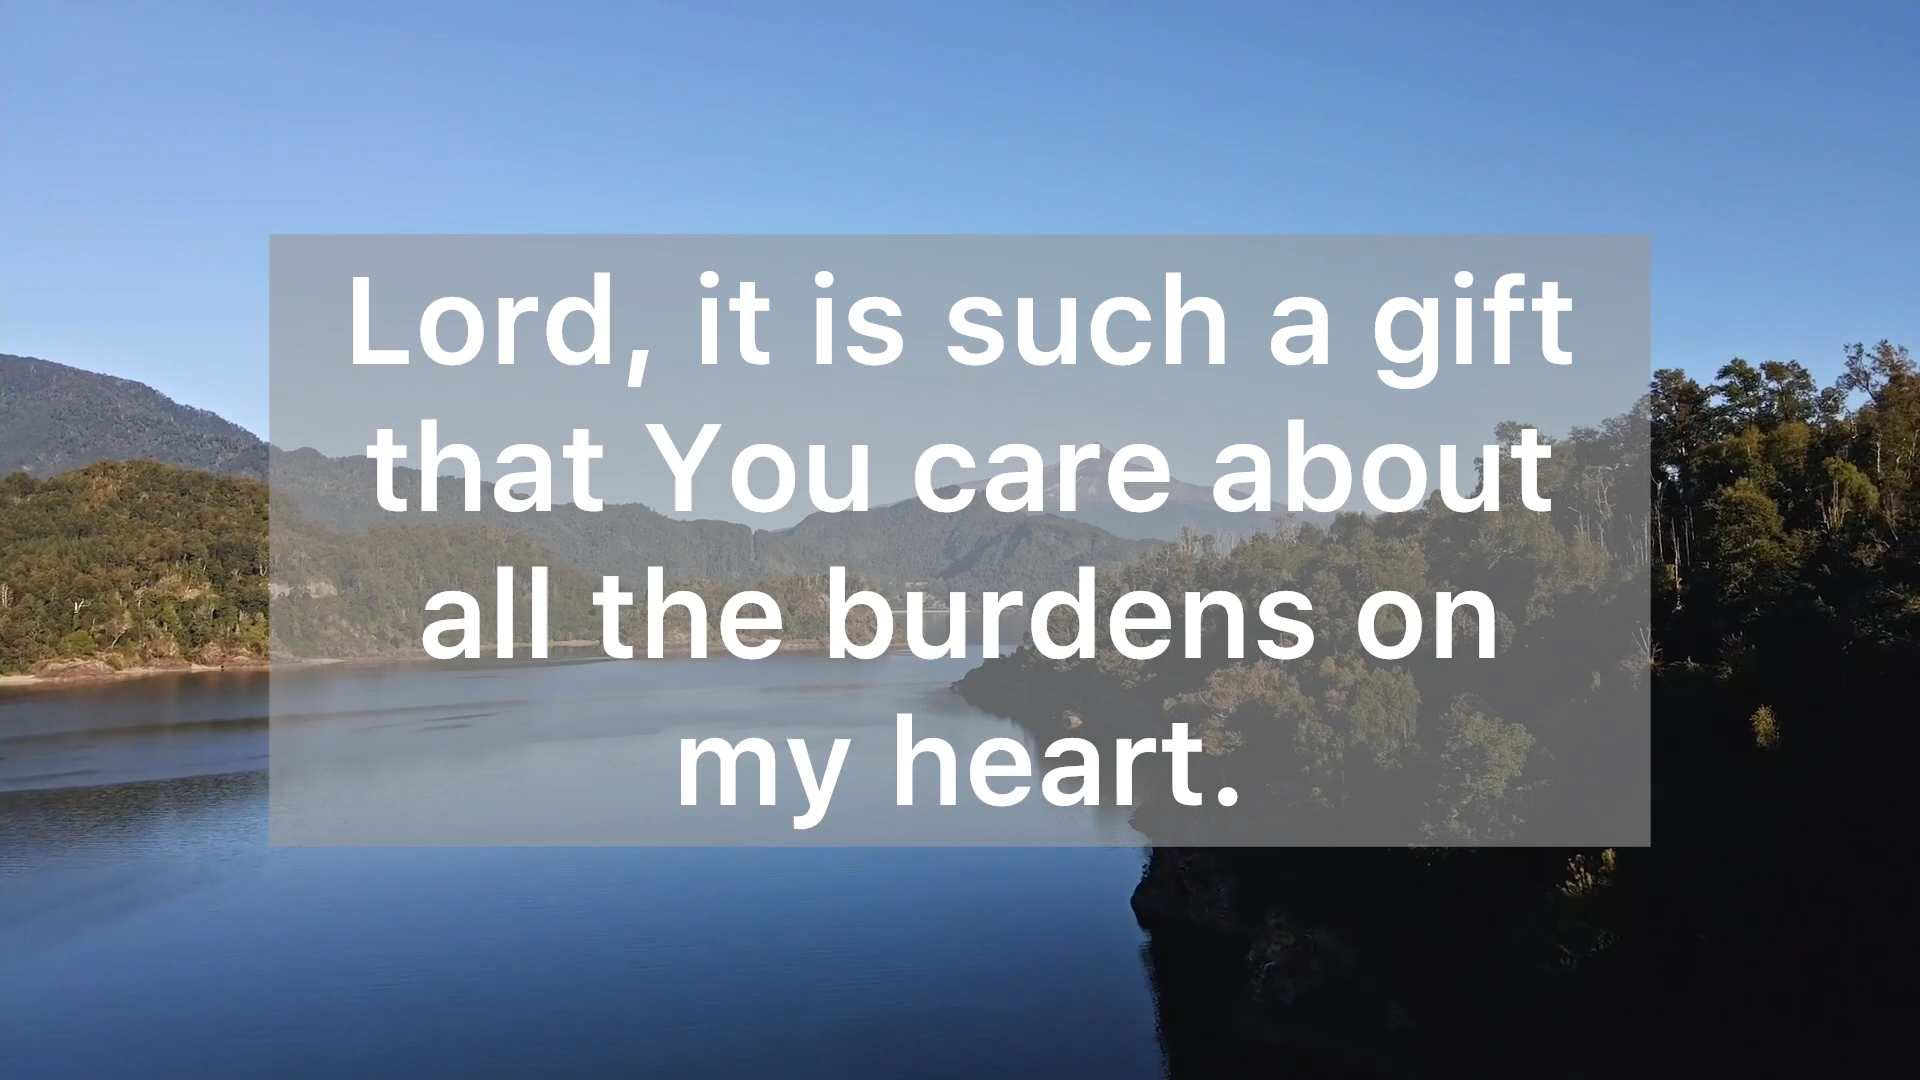 Lord, it is such a gift
that You care about
all the burdens on
my heart.